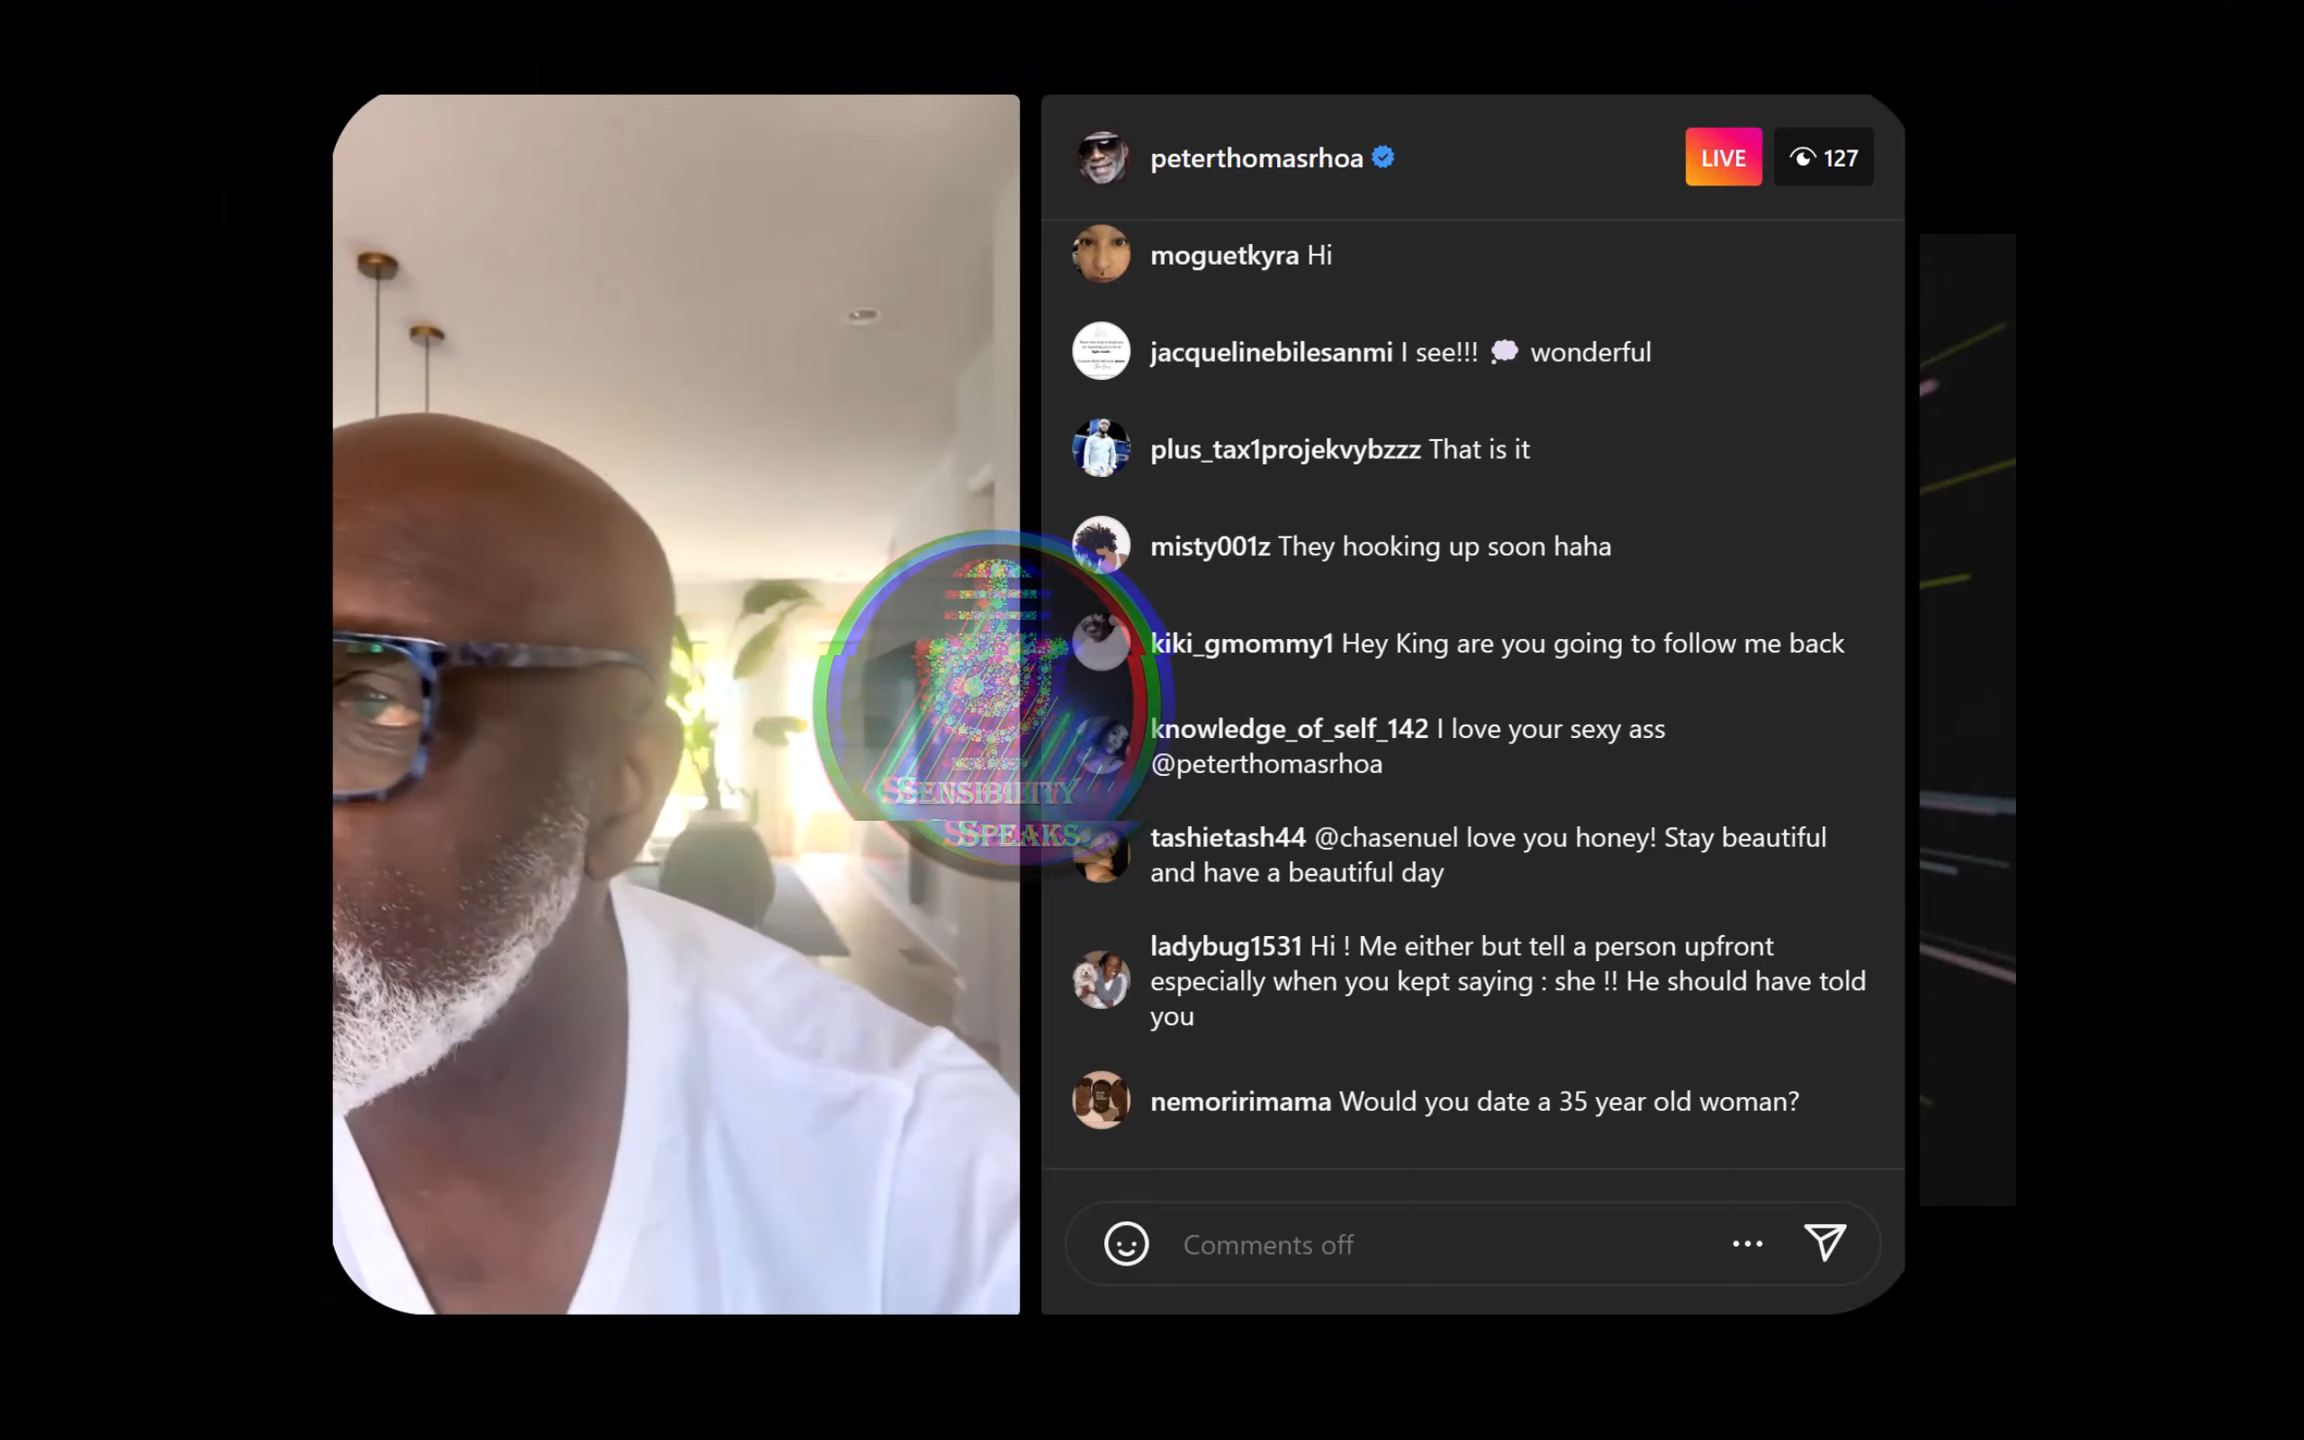 peterthomasrhoa
LIVE
127
moguetkyra Hi
jacquelinebilesanmi I see!!! 💭 wonderful
plus_tax1projekvybzzz That is it
misty001z They hooking up soon haha
kiki_gmommy1 Hey King are you going to follow me back
knowledge_of_self_142 I love your sexy ass
@peterthomasrhoa
tashietash44 @chasenuel love you honey! Stay beautiful
and have a beautiful day
ladybug1531 Hi ! Me either but tell a person upfront
especially when you kept saying : she !! He should have told
you
nemoririmama Would you date a 35 year old woman?
Comments off
SENSIBILITY
SPEAKS